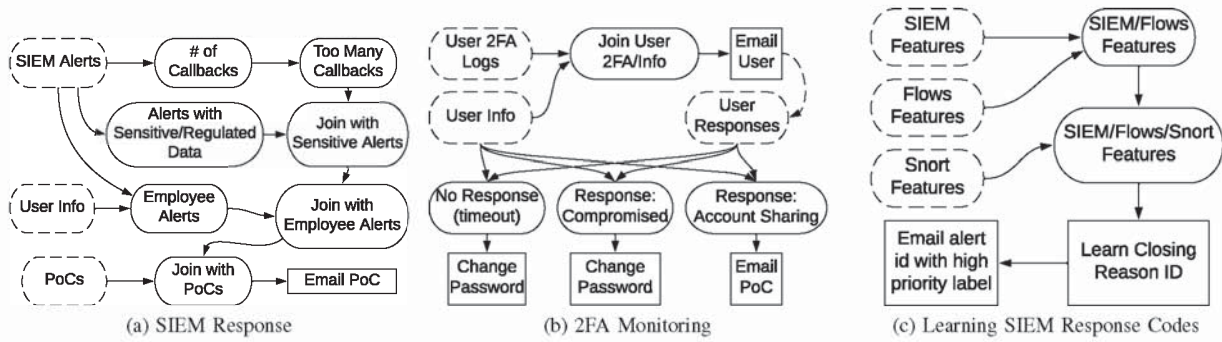 SIEM Alerts
# of
Callbacks
Too Many
Callbacks
Alerts with
Sensitive/Regulated
Data
Join with
Sensitive Alerts
User Info
Employee
Alerts
Join with
Employee Alerts
PoCs
Join with
PoCs
Email PoC
(a) SIEM Response
User 2FA
Logs
Join User
2FA/Info
Email
User
User Info
User
Responses
No Response
(timeout)
Response:
Compromised
Response:
Account Sharing
Change
Password
Change
Password
Email
PoC
(b) 2FA Monitoring
SIEM
Features
SIEM/Flows
Features
Flows
Features
SIEM/Flows/Snort
Features
Snort
Features
Email alert
id with high
priority label
Learn Closing
Reason ID
(c) Learning SIEM Response Codes